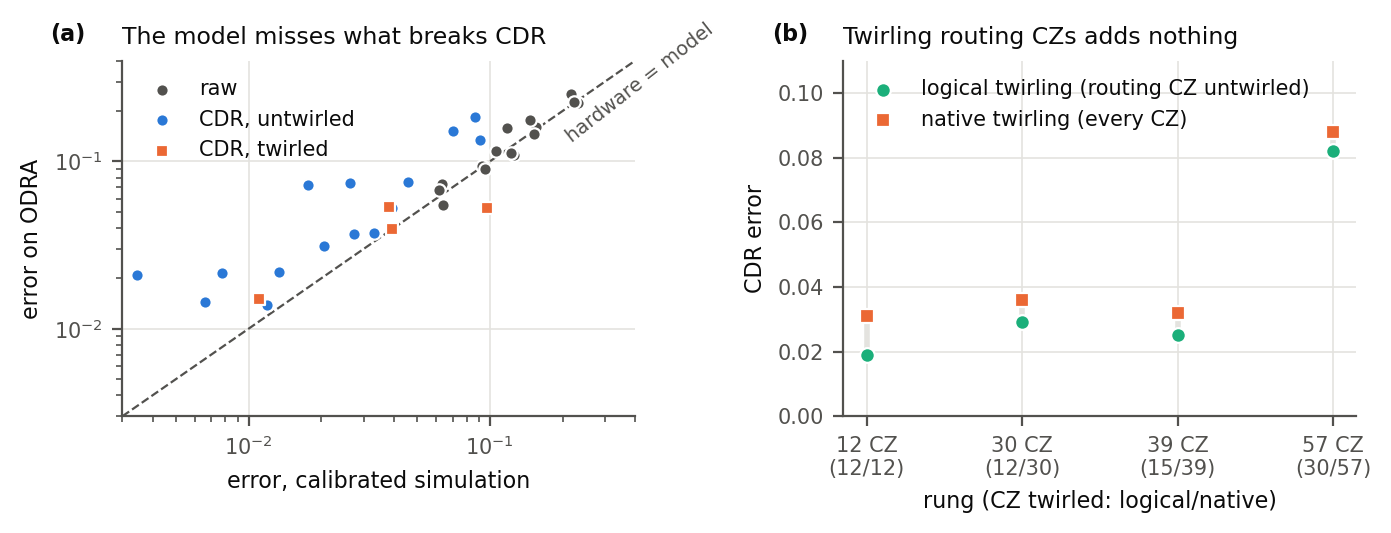 (a) The model misses what breaks CDR
raw
CDR, untwirled
CDR, twirled
hardware = model
10⁻¹
10⁻²
error on ODRA
10⁻² 10⁻¹
error, calibrated simulation
(b) Twirling routing CZs adds nothing
logical twirling (routing CZ untwirled)
native twirling (every CZ)
0.10
0.08
0.06
0.04
0.02
0.00
CDR error
12 CZ 30 CZ 39 CZ 57 CZ
(12/12) (12/30) (15/39) (30/57)
rung (CZ twirled: logical/native)